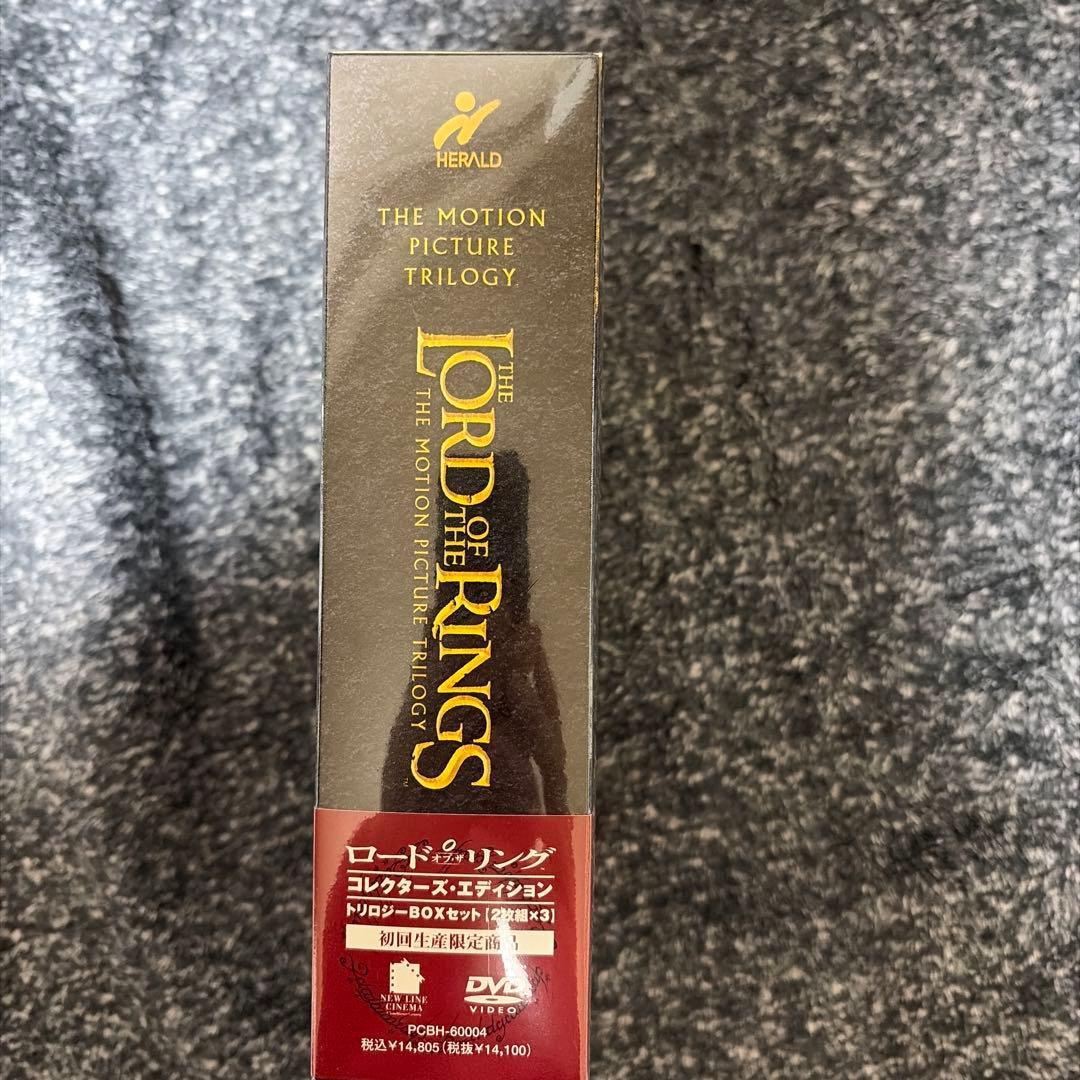 HERALD
THE MOTION
PICTURE
TRILOGY
THE
LORD
OF
THE
RINGS
THE MOTION PICTURE TRILOGY
ロード オブ・ザ リング
コレクターズ・エディション
トリロジーBOXセット【2枚組×3】
初回生産限定商品
NEW LINE
CINEMA
DVD
VIDEO
PCBH-60004
税込¥14,805(税抜¥14,100)